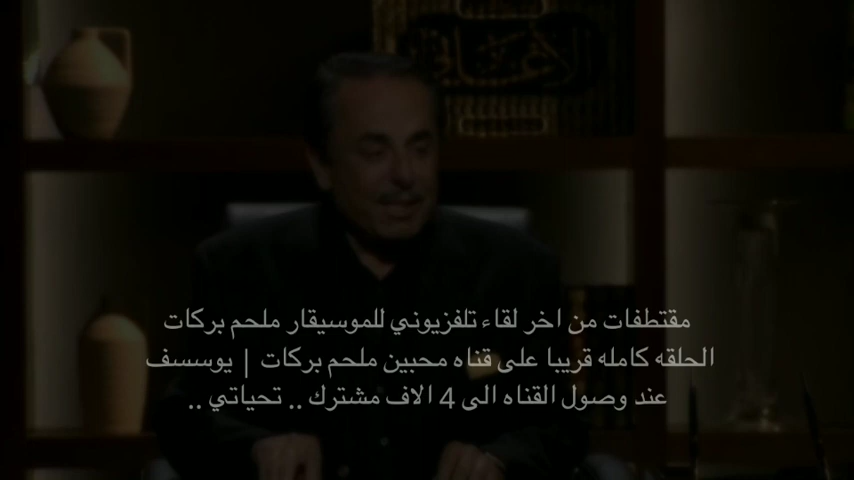 الأغاني
مقتطفات من اخر لقاء تلفزيوني للموسيقار ملحم بركات
الحلقه كامله قريبا على قناه محبين ملحم بركات | يوسسف
عند وصول القناه الى 4 الاف مشترك .. تحياتي ..